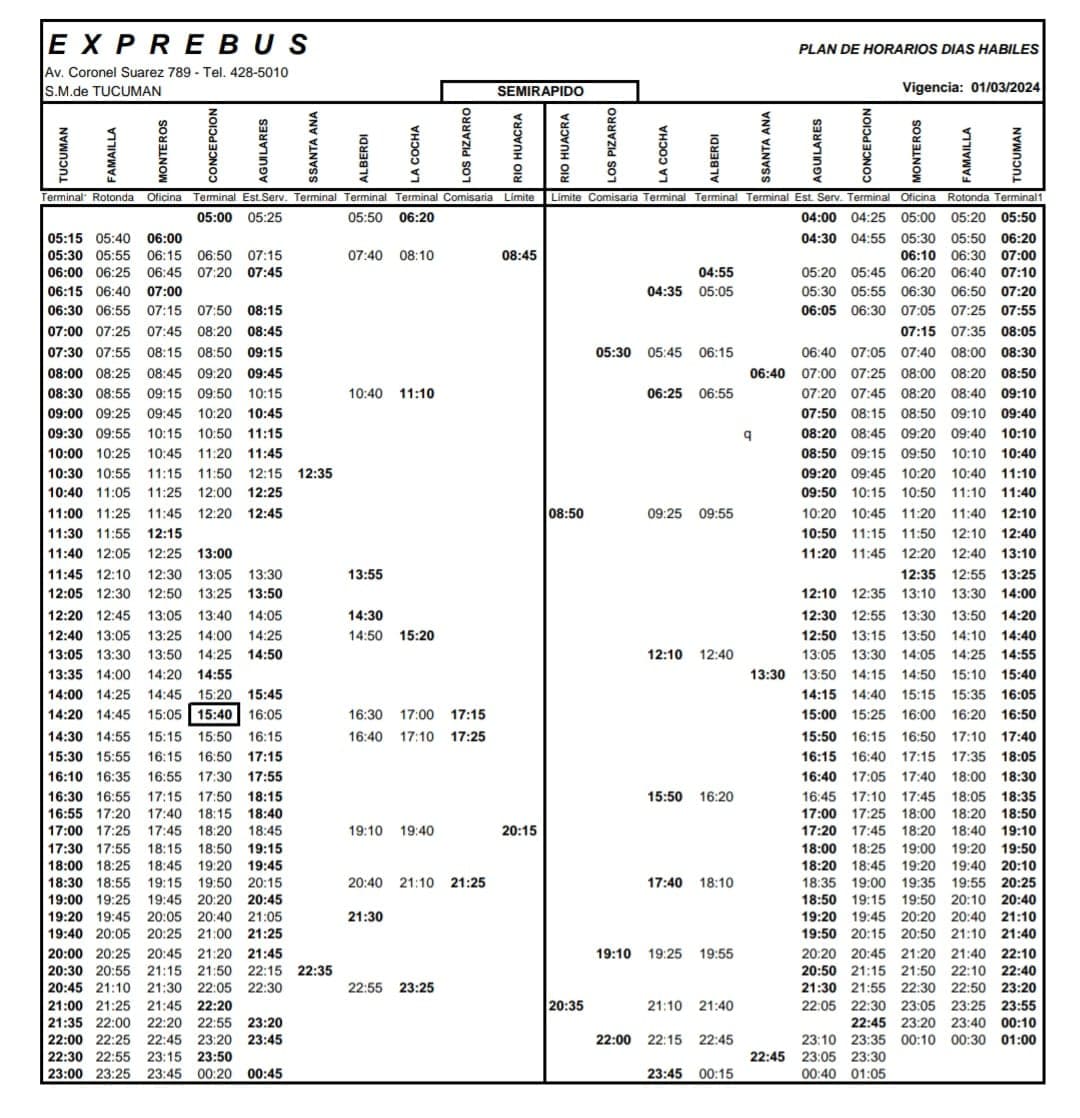 E X P R E B U S
PLAN DE HORARIOS DIAS HABILES
Av. Coronel Suarez 789 - Tel. 428-5010
S.M.de TUCUMAN
SEMIRAPIDO
Vigencia: 01/03/2024
TUCUMAN FAMAILLA MONTEROS CONCEPCION AGUILARES SSANTA ANA ALBERDI LA COCHA LOS PIZARRO RIO HUACRA RIO HUACRA LOS PIZARRO LA COCHA ALBERDI SSANTA ANA AGUILARES CONCEPCION MONTEROS FAMAILLA TUCUMAN
Terminal' Rotonda Oficina Terminal Est.Serv. Terminal Terminal Terminal Comisaria Limite Limite Comisaria Terminal Terminal Terminal Est. Serv. Terminal Oficina Rotonda Terminal1
05:00 05:25 05:50 06:20 04:00 04:25 05:00 05:20 05:50
05:15 05:40 06:00 04:30 04:55 05:30 05:50 06:20
05:30 05:55 06:15 06:50 07:15 07:40 08:10 08:45 06:10 06:30 07:00
06:00 06:25 06:45 07:20 07:45 04:55 05:20 05:45 06:20 06:40 07:10
06:15 06:40 07:00 04:35 05:05 05:30 05:55 06:30 06:50 07:20
06:30 06:55 07:15 07:50 08:15 06:05 06:30 07:05 07:25 07:55
07:00 07:25 07:45 08:20 08:45 07:15 07:35 08:05
07:30 07:55 08:15 08:50 09:15 05:30 05:45 06:15 06:40 07:05 07:40 08:00 08:30
08:00 08:25 08:45 09:20 09:45 06:40 07:00 07:25 08:00 08:20 08:50
08:30 08:55 09:15 09:50 10:15 10:40 11:10 06:25 06:55 07:20 07:45 08:20 08:40 09:10
09:00 09:25 09:45 10:20 10:45 07:50 08:15 08:50 09:10 09:40
09:30 09:55 10:15 10:50 11:15 q 08:20 08:45 09:20 09:40 10:10
10:00 10:25 10:45 11:20 11:45 08:50 09:15 09:50 10:10 10:40
10:30 10:55 11:15 11:50 12:15 12:35 09:20 09:45 10:20 10:40 11:10
10:40 11:05 11:25 12:00 12:25 09:50 10:15 10:50 11:10 11:40
11:00 11:25 11:45 12:20 12:45 08:50 09:25 09:55 10:20 10:45 11:20 11:40 12:10
11:30 11:55 12:15 10:50 11:15 11:50 12:10 12:40
11:40 12:05 12:25 13:00 11:20 11:45 12:20 12:40 13:10
11:45 12:10 12:30 13:05 13:30 13:55 12:35 12:55 13:25
12:05 12:30 12:50 13:25 13:50 12:10 12:35 13:10 13:30 14:00
12:20 12:45 13:05 13:40 14:05 14:30 12:30 12:55 13:30 13:50 14:20
12:40 13:05 13:25 14:00 14:25 14:50 15:20 12:50 13:15 13:50 14:10 14:40
13:05 13:30 13:50 14:25 14:50 12:10 12:40 13:05 13:30 14:05 14:25 14:55
13:35 14:00 14:20 14:55 13:30 13:50 14:15 14:50 15:10 15:40
14:00 14:25 14:45 15:20 15:45 14:15 14:40 15:15 15:35 16:05
14:20 14:45 15:05 15:40 16:05 16:30 17:00 17:15 15:00 15:25 16:00 16:20 16:50
14:30 14:55 15:15 15:50 16:15 16:40 17:10 17:25 15:50 16:15 16:50 17:10 17:40
15:30 15:55 16:15 16:50 17:15 16:15 16:40 17:15 17:35 18:05
16:10 16:35 16:55 17:30 17:55 16:40 17:05 17:40 18:00 18:30
16:30 16:55 17:15 17:50 18:15 15:50 16:20 16:45 17:10 17:45 18:05 18:35
16:55 17:20 17:40 18:15 18:40 17:00 17:25 18:00 18:20 18:50
17:00 17:25 17:45 18:20 18:45 19:10 19:40 20:15 17:20 17:45 18:20 18:40 19:10
17:30 17:55 18:15 18:50 19:15 18:00 18:25 19:00 19:20 19:50
18:00 18:25 18:45 19:20 19:45 18:20 18:45 19:20 19:40 20:10
18:30 18:55 19:15 19:50 20:15 20:40 21:10 21:25 17:40 18:10 18:35 19:00 19:35 19:55 20:25
19:00 19:25 19:45 20:20 20:45 18:50 19:15 19:50 20:10 20:40
19:20 19:45 20:05 20:40 21:05 21:30 19:20 19:45 20:20 20:40 21:10
19:40 20:05 20:25 21:00 21:25 19:50 20:15 20:50 21:10 21:40
20:00 20:25 20:45 21:20 21:45 19:10 19:25 19:55 20:20 20:45 21:20 21:40 22:10
20:30 20:55 21:15 21:50 22:15 22:35 20:50 21:15 21:50 22:10 22:40
20:45 21:10 21:30 22:05 22:30 22:55 23:25 21:30 21:55 22:30 22:50 23:20
21:00 21:25 21:45 22:20 20:35 21:10 21:40 22:05 22:30 23:05 23:25 23:55
21:35 22:00 22:20 22:55 23:20 22:45 23:20 23:40 00:10
22:00 22:25 22:45 23:20 23:45 22:00 22:15 22:45 23:10 23:35 00:10 00:30 01:00
22:30 22:55 23:15 23:50 22:45 23:05 23:30
23:00 23:25 23:45 00:20 00:45 23:45 00:15 00:40 01:05